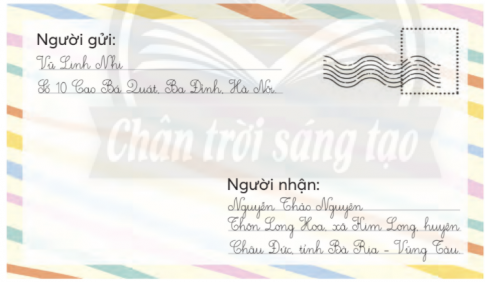 Người gửi:
Vũ Linh Nhi
Số 10 Cao Bá Quát, Ba Đình, Hà Nội
Chân trời sáng tạo
Người nhận:
Nguyễn Thảo Nguyên
Thôn Long Hoa, xã Kim Long, huyện
Châu Đức, tỉnh Bà Rịa - Vũng Tàu